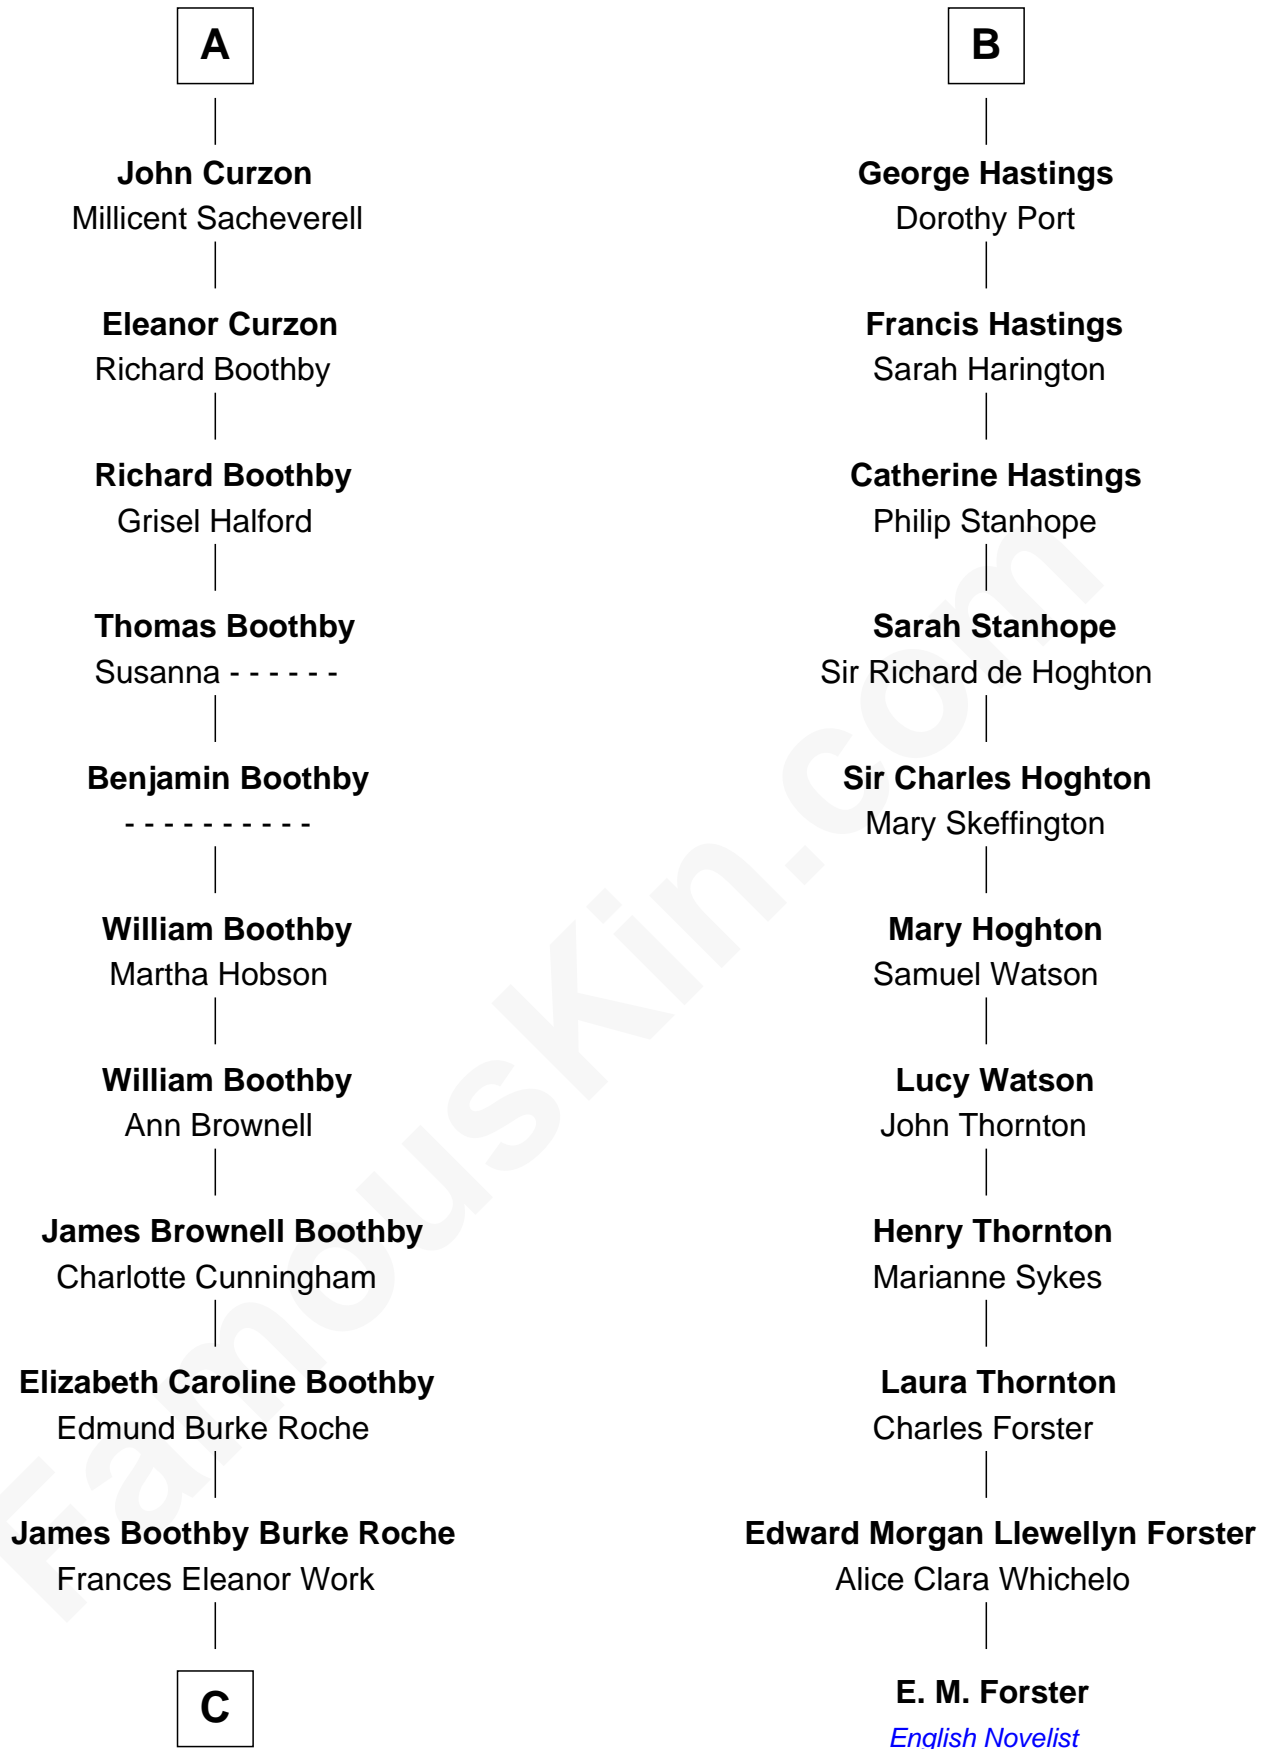 A
John Curzon
Millicent Sacheverell
Eleanor Curzon
Richard Boothby
Richard Boothby
Grisel Halford
Thomas Boothby
Susanna - - - - - -
Benjamin Boothby
- - - - - - - - - -
William Boothby
Martha Hobson
William Boothby
Ann Brownell
James Brownell Boothby
Charlotte Cunningham
Elizabeth Caroline Boothby
Edmund Burke Roche
James Boothby Burke Roche
Frances Eleanor Work
C
B
George Hastings
Dorothy Port
Francis Hastings
Sarah Harington
Catherine Hastings
Philip Stanhope
Sarah Stanhope
Sir Richard de Hoghton
Sir Charles Hoghton
Mary Skeffington
Mary Hoghton
Samuel Watson
Lucy Watson
John Thornton
Henry Thornton
Marianne Sykes
Laura Thornton
Charles Forster
Edward Morgan Llewellyn Forster
Alice Clara Whichelo
E. M. Forster
English Novelist
FamousKin.com